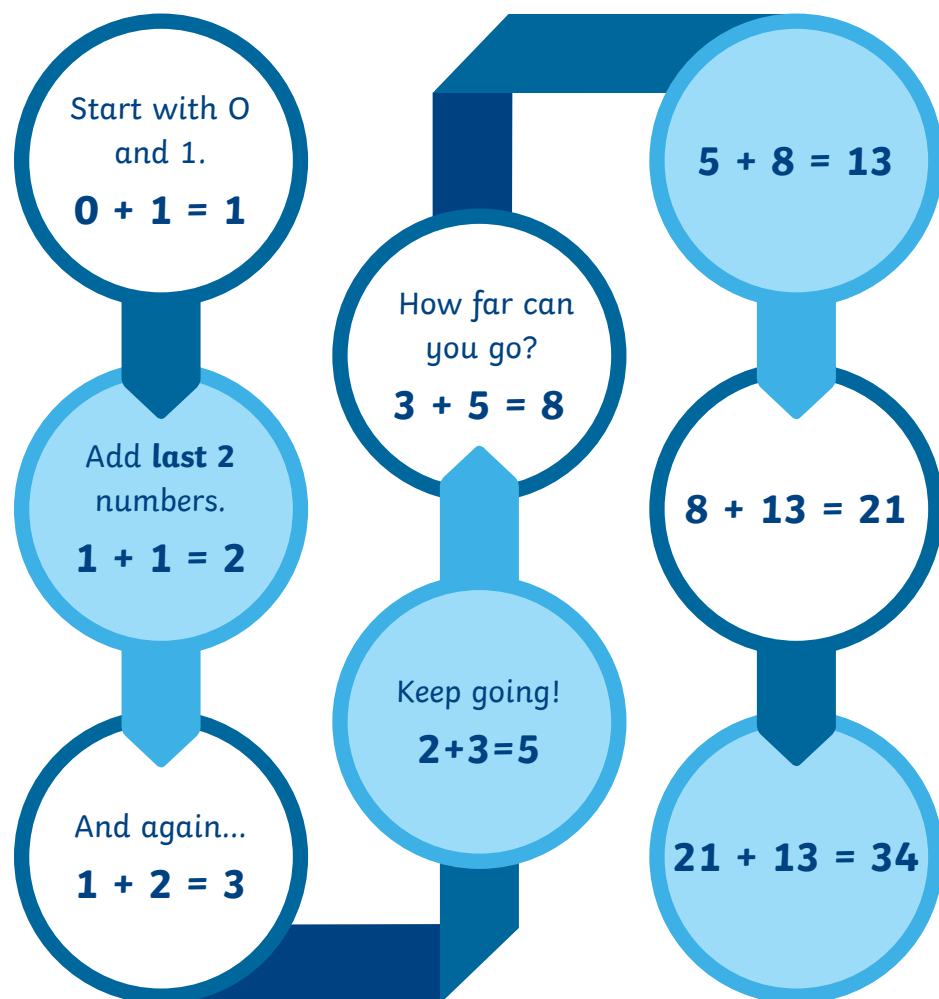 Start with 0
and 1.
0 + 1 = 1
Add last 2
numbers.
1 + 1 = 2
And again...
1 + 2 = 3
Keep going!
2+3=5
How far can
you go?
3 + 5 = 8
5 + 8 = 13
8 + 13 = 21
21 + 13 = 34